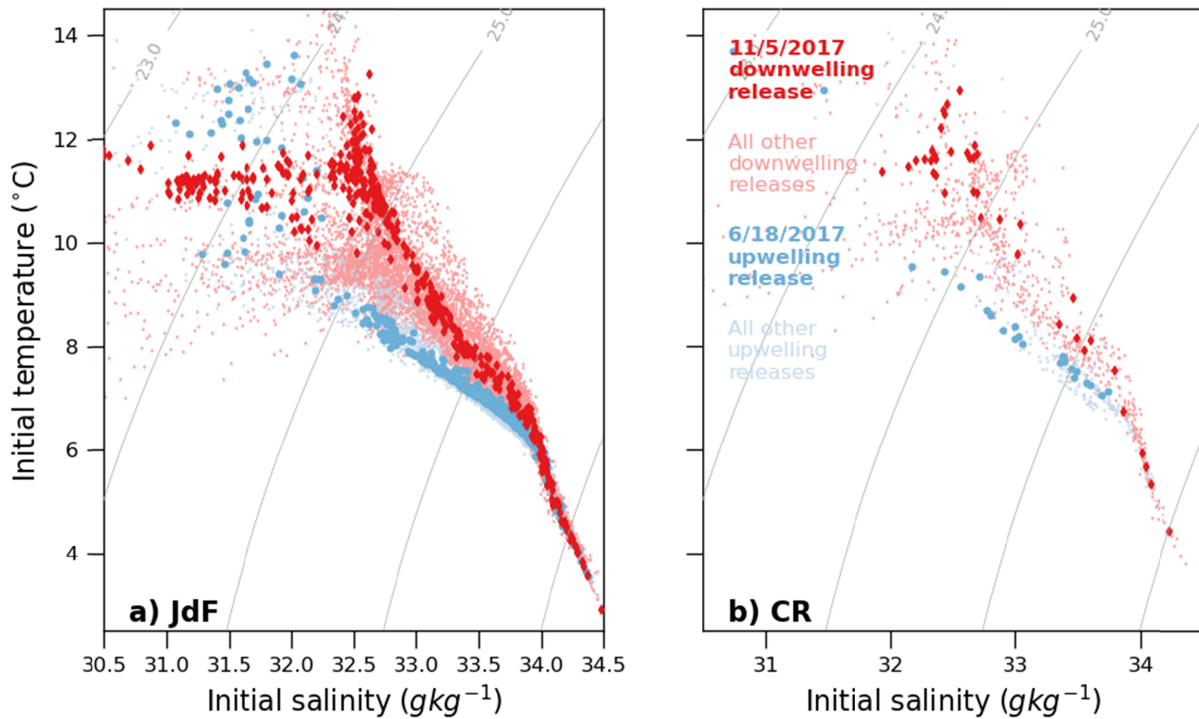 14
12
10
8
6
4
Initial temperature (°C)
23.0
24.
25.0
a) JdF
30.5 31.0 31.5 32.0 32.5 33.0 33.5 34.0 34.5
Initial salinity (gkg⁻¹)
24.
25.0
11/5/2017
downwelling
release
All other
downwelling
releases
6/18/2017
upwelling
release
All other
upwelling
releases
b) CR
31 32 33 34
Initial salinity (gkg⁻¹)